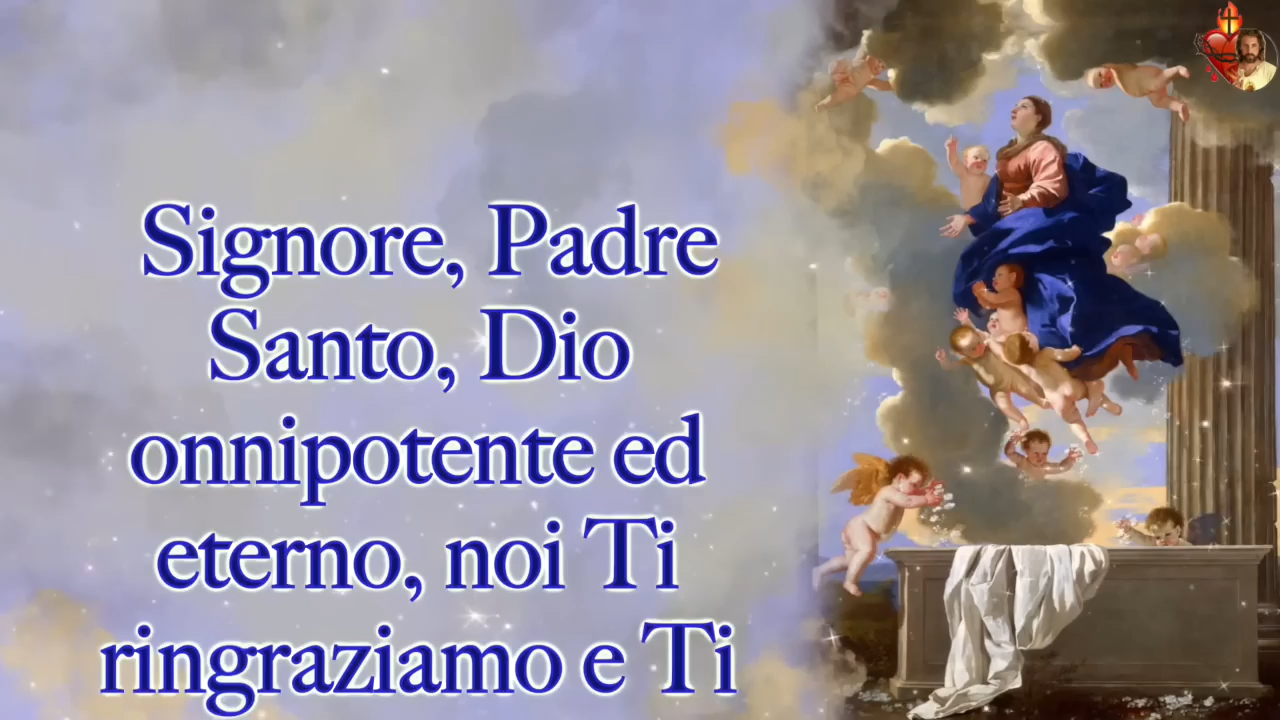 Signore, Padre
Santo, Dio
onnipotente ed
eterno, noi Ti
ringraziamo e Ti